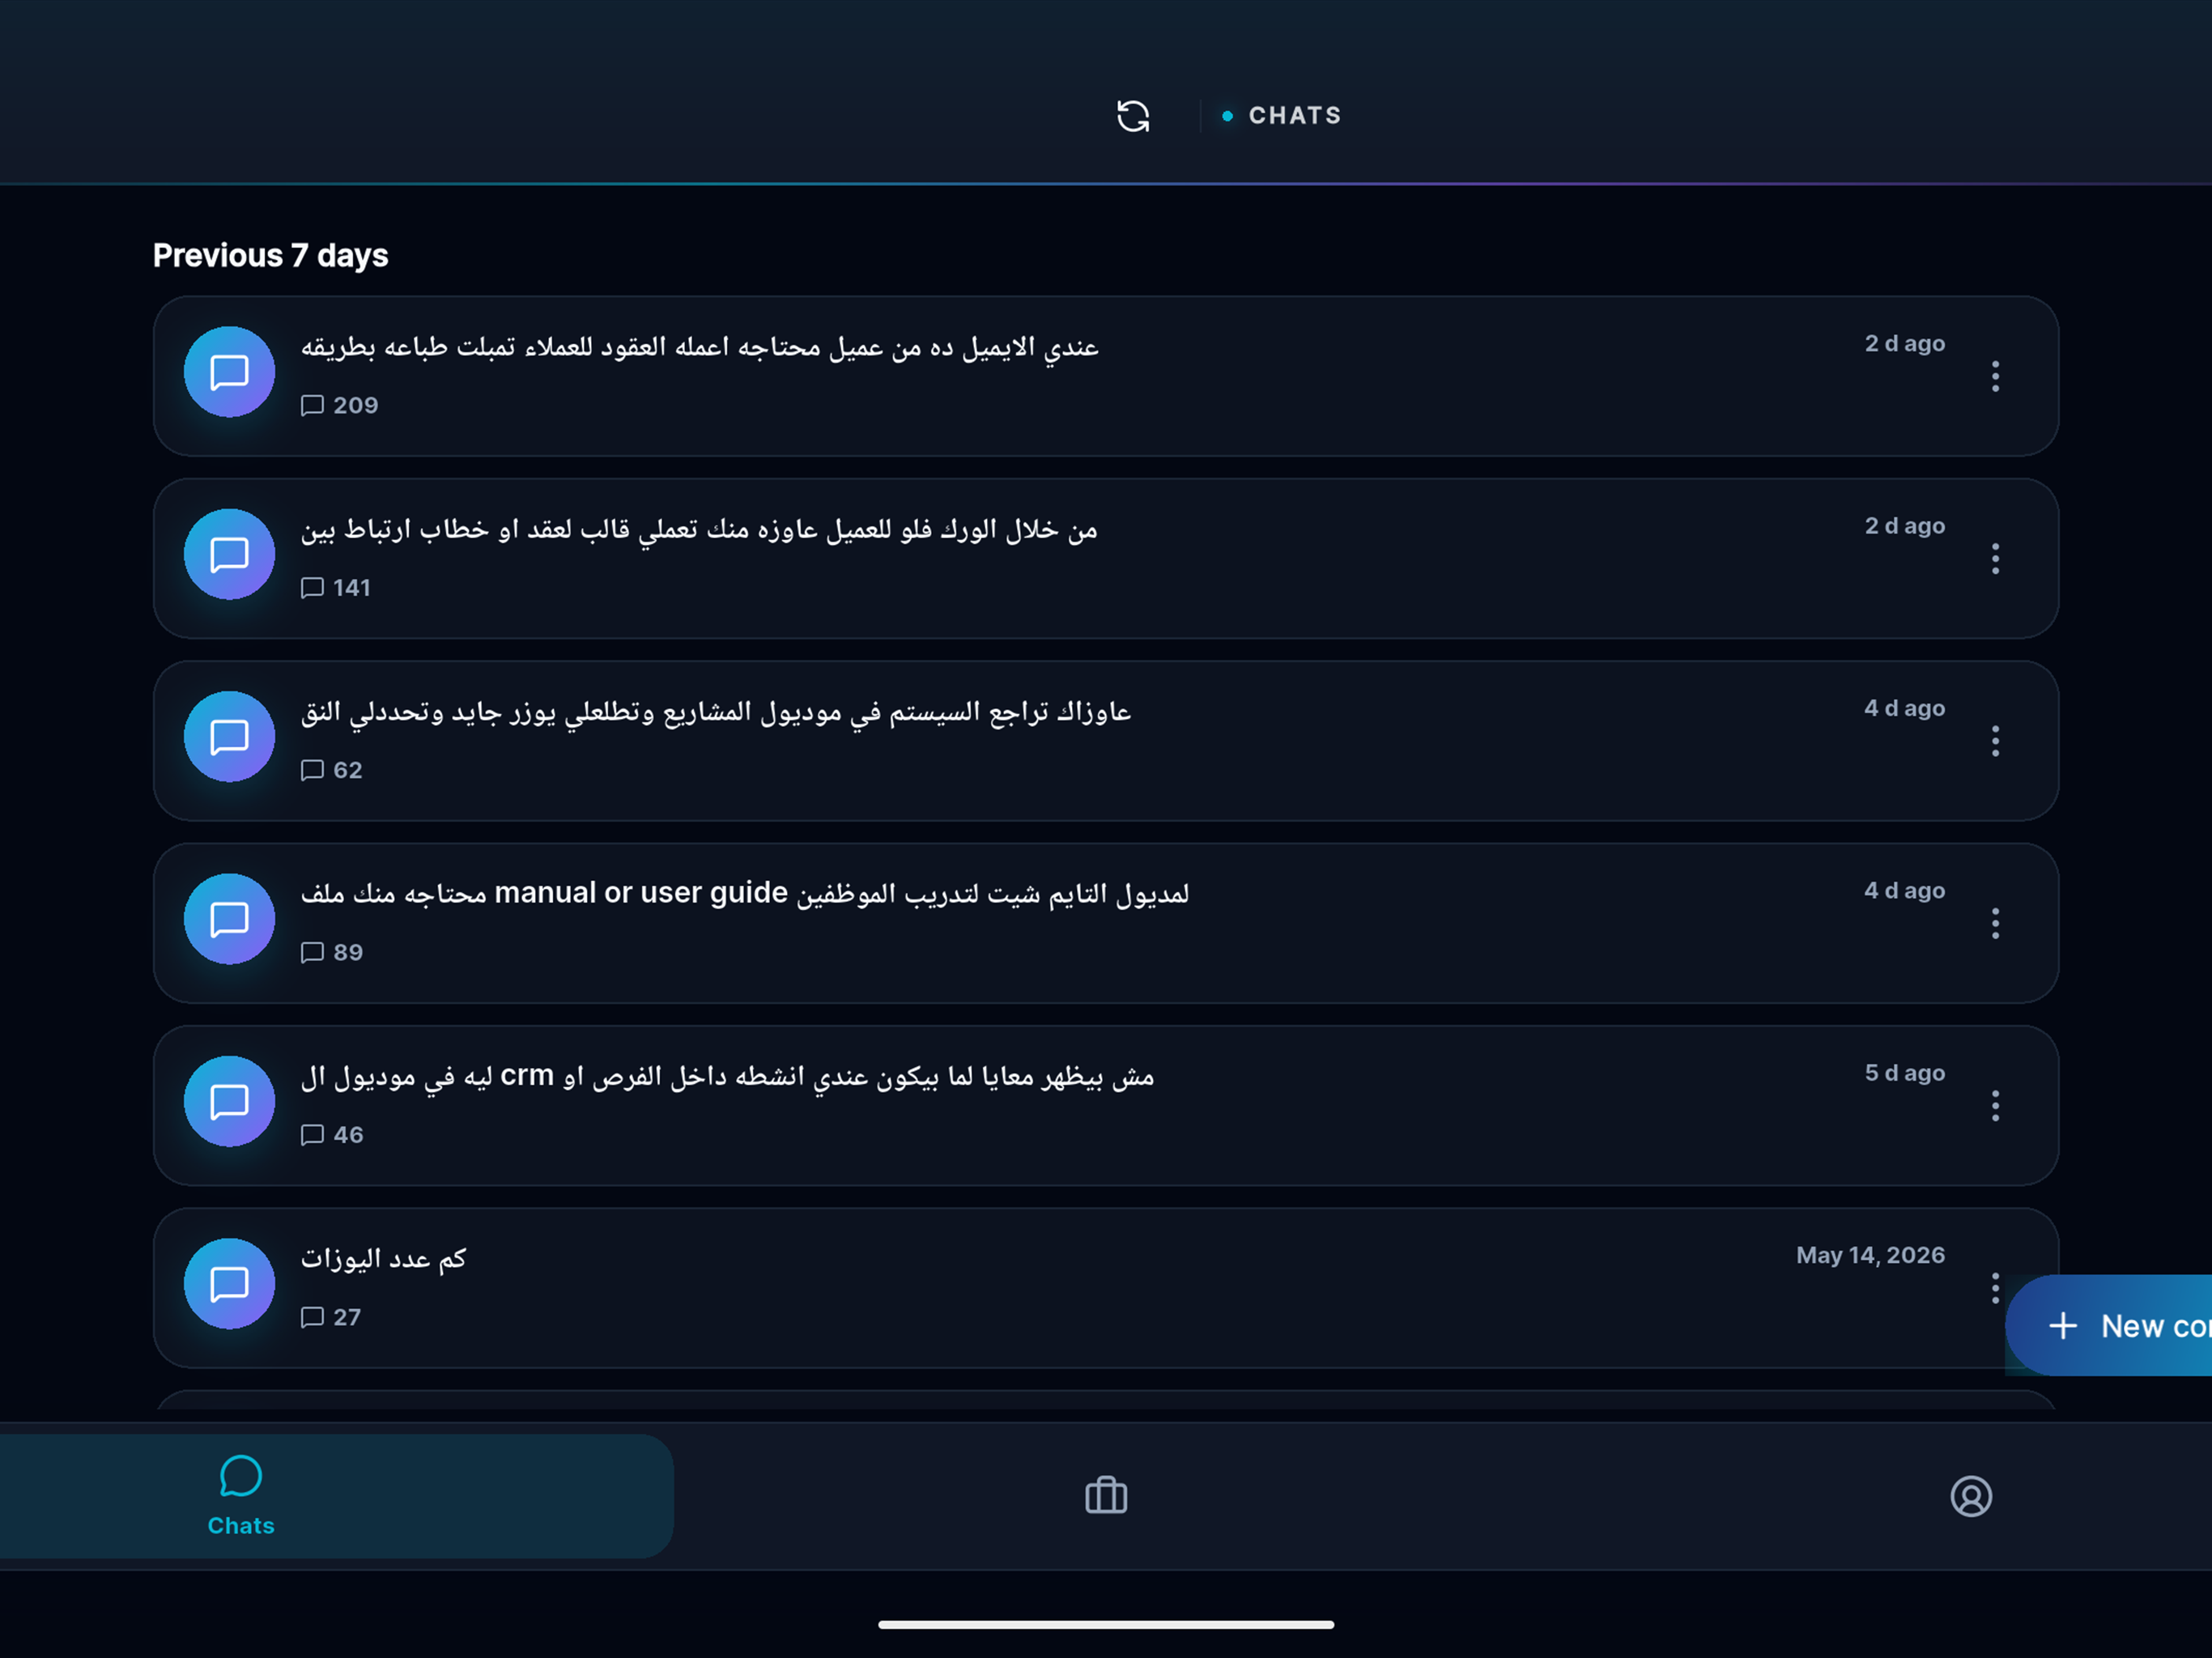 CHATS
Previous 7 days
عندي الايميل ده من عميل محتاجه اعمله العقود للعملاء تمبلت طباعه بطريقه
2 d ago
209
من خلال الورك فلو للعميل عاوزه منك تعملي قالب لعقد او خطاب ارتباط بين
2 d ago
141
عاوزاك تراجع السيستم في موديول المشاريع وتطلعلي يوزر جايد وتحددلي النق
4 d ago
62
محتاجه منك ملف manual or user guide لمديول التايم شيت لتدريب الموظفين
4 d ago
89
ليه في موديول ال crm مش بيظهر معايا لما بيكون عندي انشطه داخل الفرص او
5 d ago
46
كم عدد اليوزات
May 14, 2026
27
New co
Chats